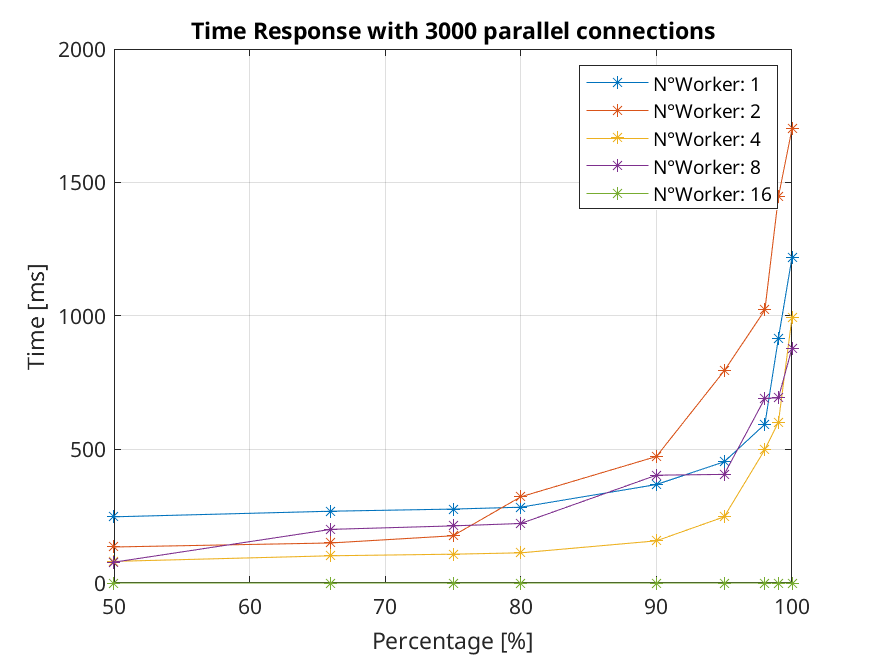 Time Response with 3000 parallel connections
2000
1500
1000
500
0
Time [ms]
N°Worker: 1
N°Worker: 2
N°Worker: 4
N°Worker: 8
N°Worker: 16
50
60
70
80
90
100
Percentage [%]